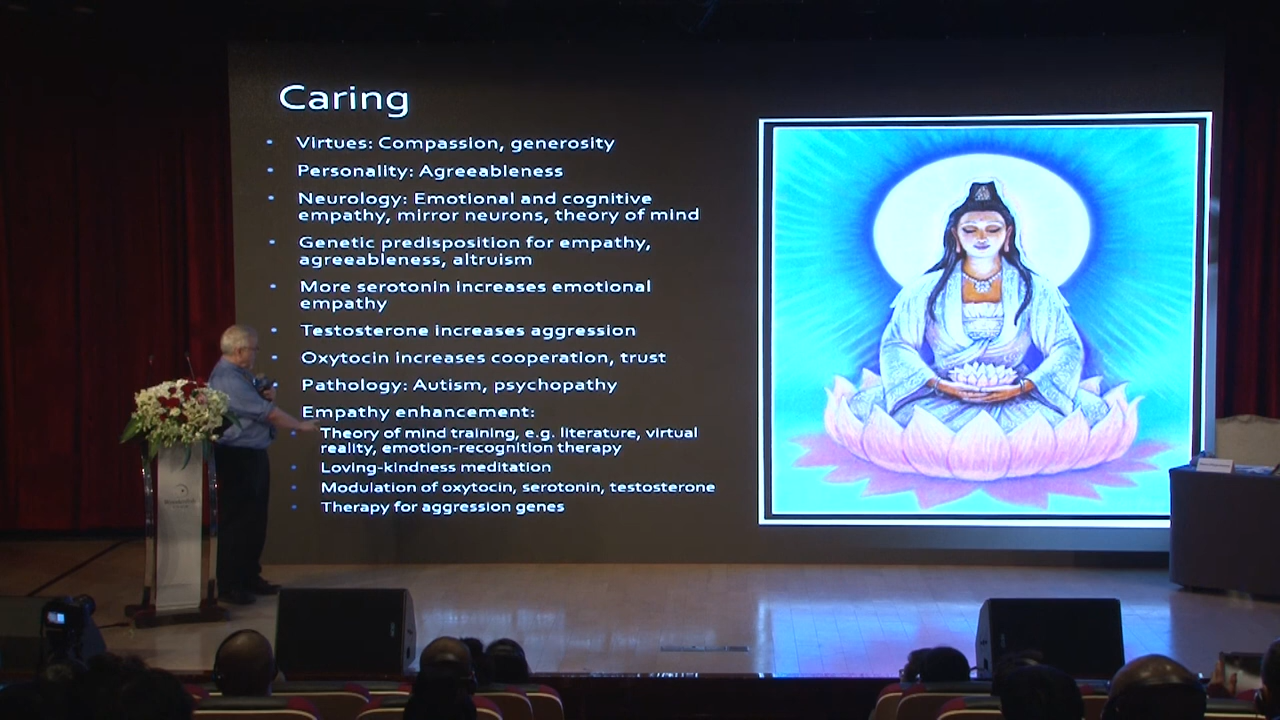 Caring
• Virtues: Compassion, generosity
• Personality: Agreeableness
• Neurology: Emotional and cognitive
empathy, mirror neurons, theory of mind
• Genetic predisposition for empathy,
agreeableness, altruism
• More serotonin increases emotional
empathy
• Testosterone increases aggression
• Oxytocin increases cooperation, trust
• Pathology: Autism, psychopathy
Empathy enhancement:
• Theory of mind training, e.g. literature, virtual
reality, emotion-recognition therapy
• Loving-kindness meditation
• Modulation of oxytocin, serotonin, testosterone
• Therapy for aggression genes